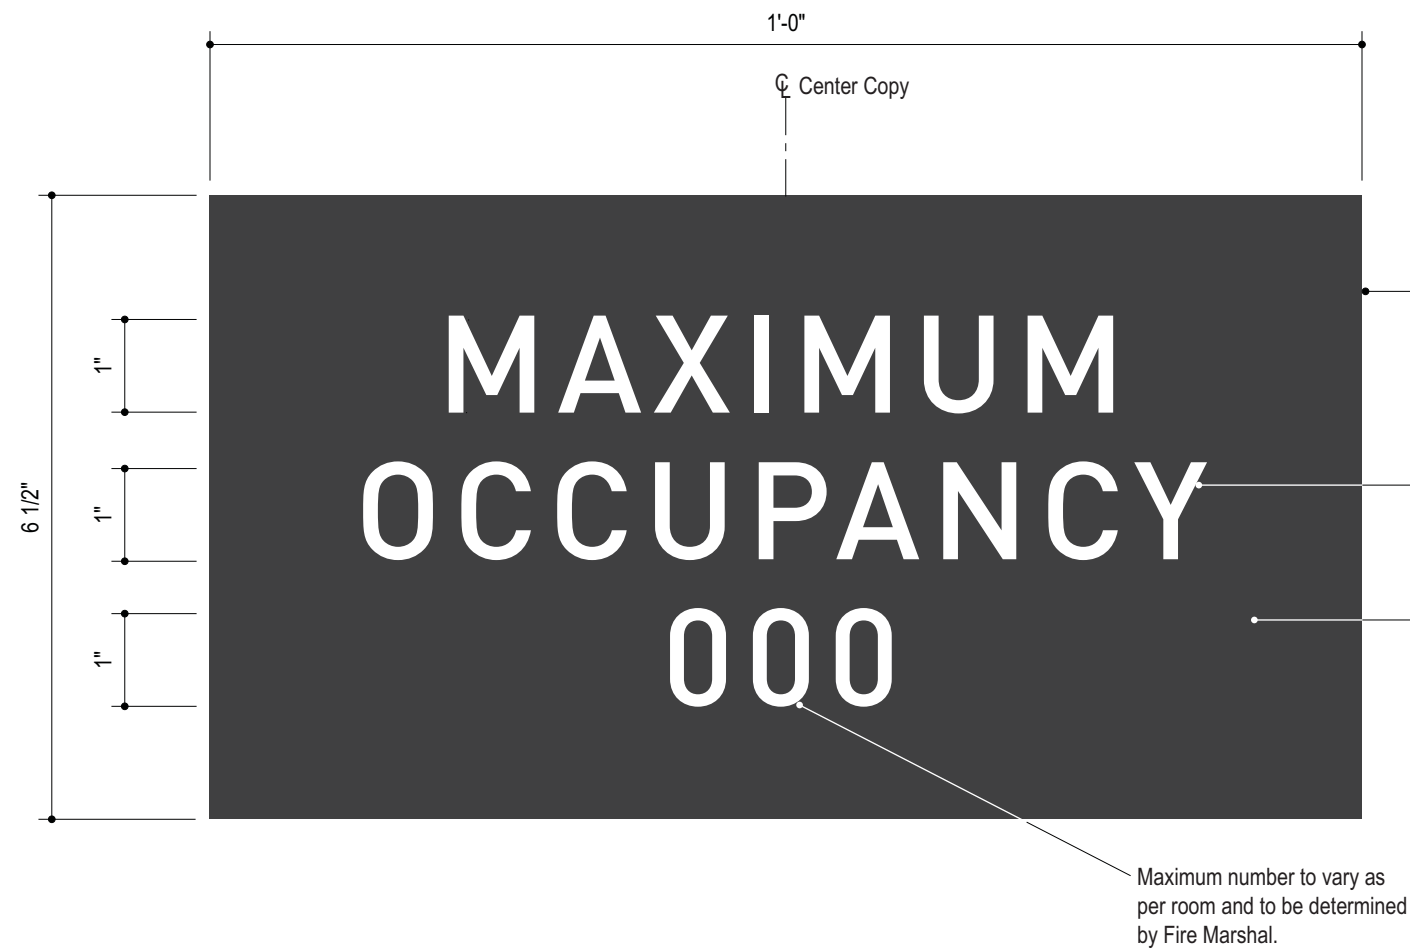 1'-0"
℄ Center Copy
1"
MAXIMUM
6 1/2"
1"
OCCUPANCY
1"
000
Maximum number to vary as
per room and to be determined
by Fire Marshal.